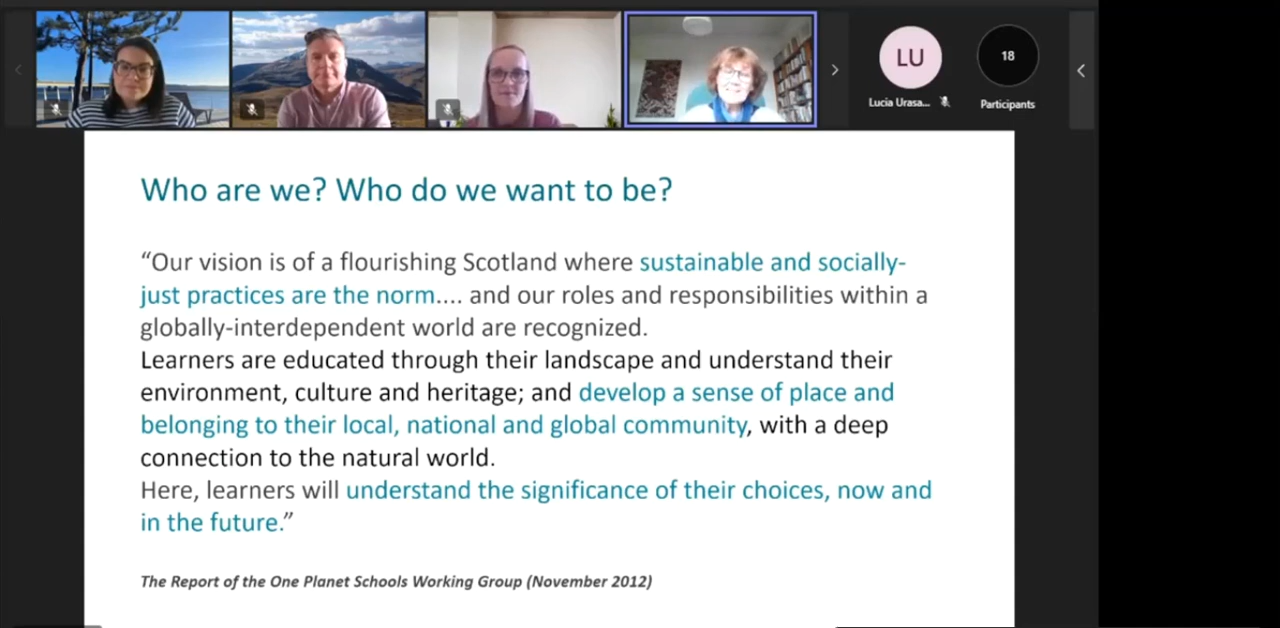 LU
18
Lucia Urasa...
Participants
Who are we? Who do we want to be?
“Our vision is of a flourishing Scotland where sustainable and socially-
just practices are the norm.... and our roles and responsibilities within a
globally-interdependent world are recognized.
Learners are educated through their landscape and understand their
environment, culture and heritage; and develop a sense of place and
belonging to their local, national and global community, with a deep
connection to the natural world.
Here, learners will understand the significance of their choices, now and
in the future.”
The Report of the One Planet Schools Working Group (November 2012)